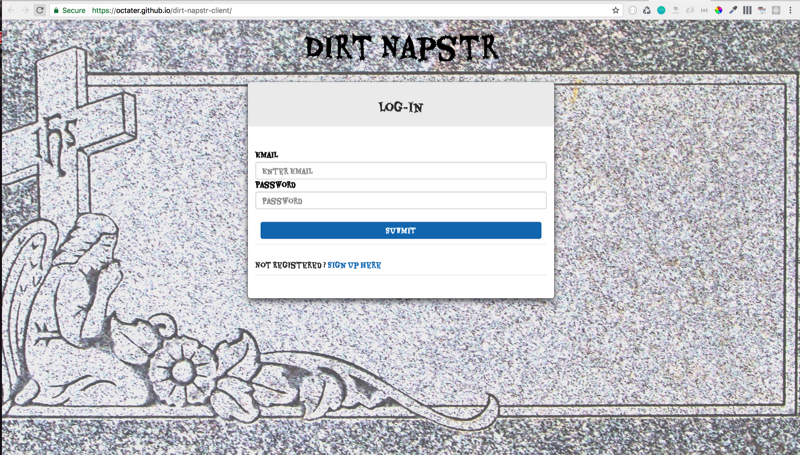 Secure https://octater.github.io/dirt-napstr-client/
DIRT NAPSTR
LOG-IN
EMAIL
ENTER EMAIL
PASSWORD
PASSWORD
SUBMIT
NOT REGISTERED ? SIGN UP HERE
IHS